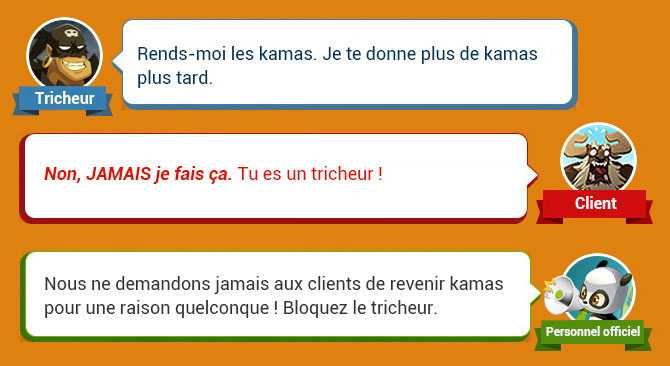 Rends-moi les kamas. Je te donne plus de kamas
plus tard.
Tricheur
Non, JAMAIS je fais ça. Tu es un tricheur !
Client
Nous ne demandons jamais aux clients de revenir kamas
pour une raison quelconque ! Bloquez le tricheur.
Personnel officiel